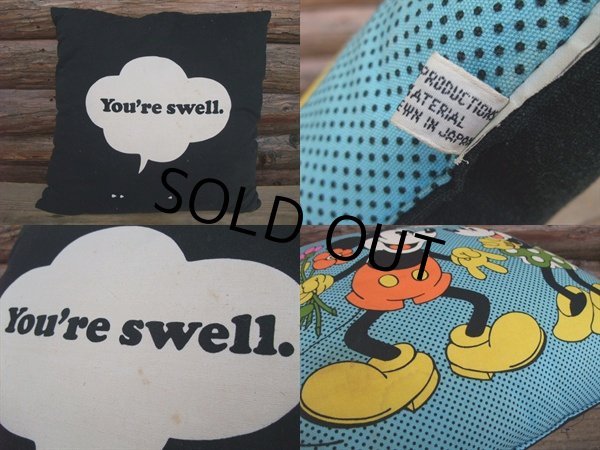 You're swell.
PRODUCTION
MATERIAL
SEWN IN JAPAN
SOLD OUT
You're swell.